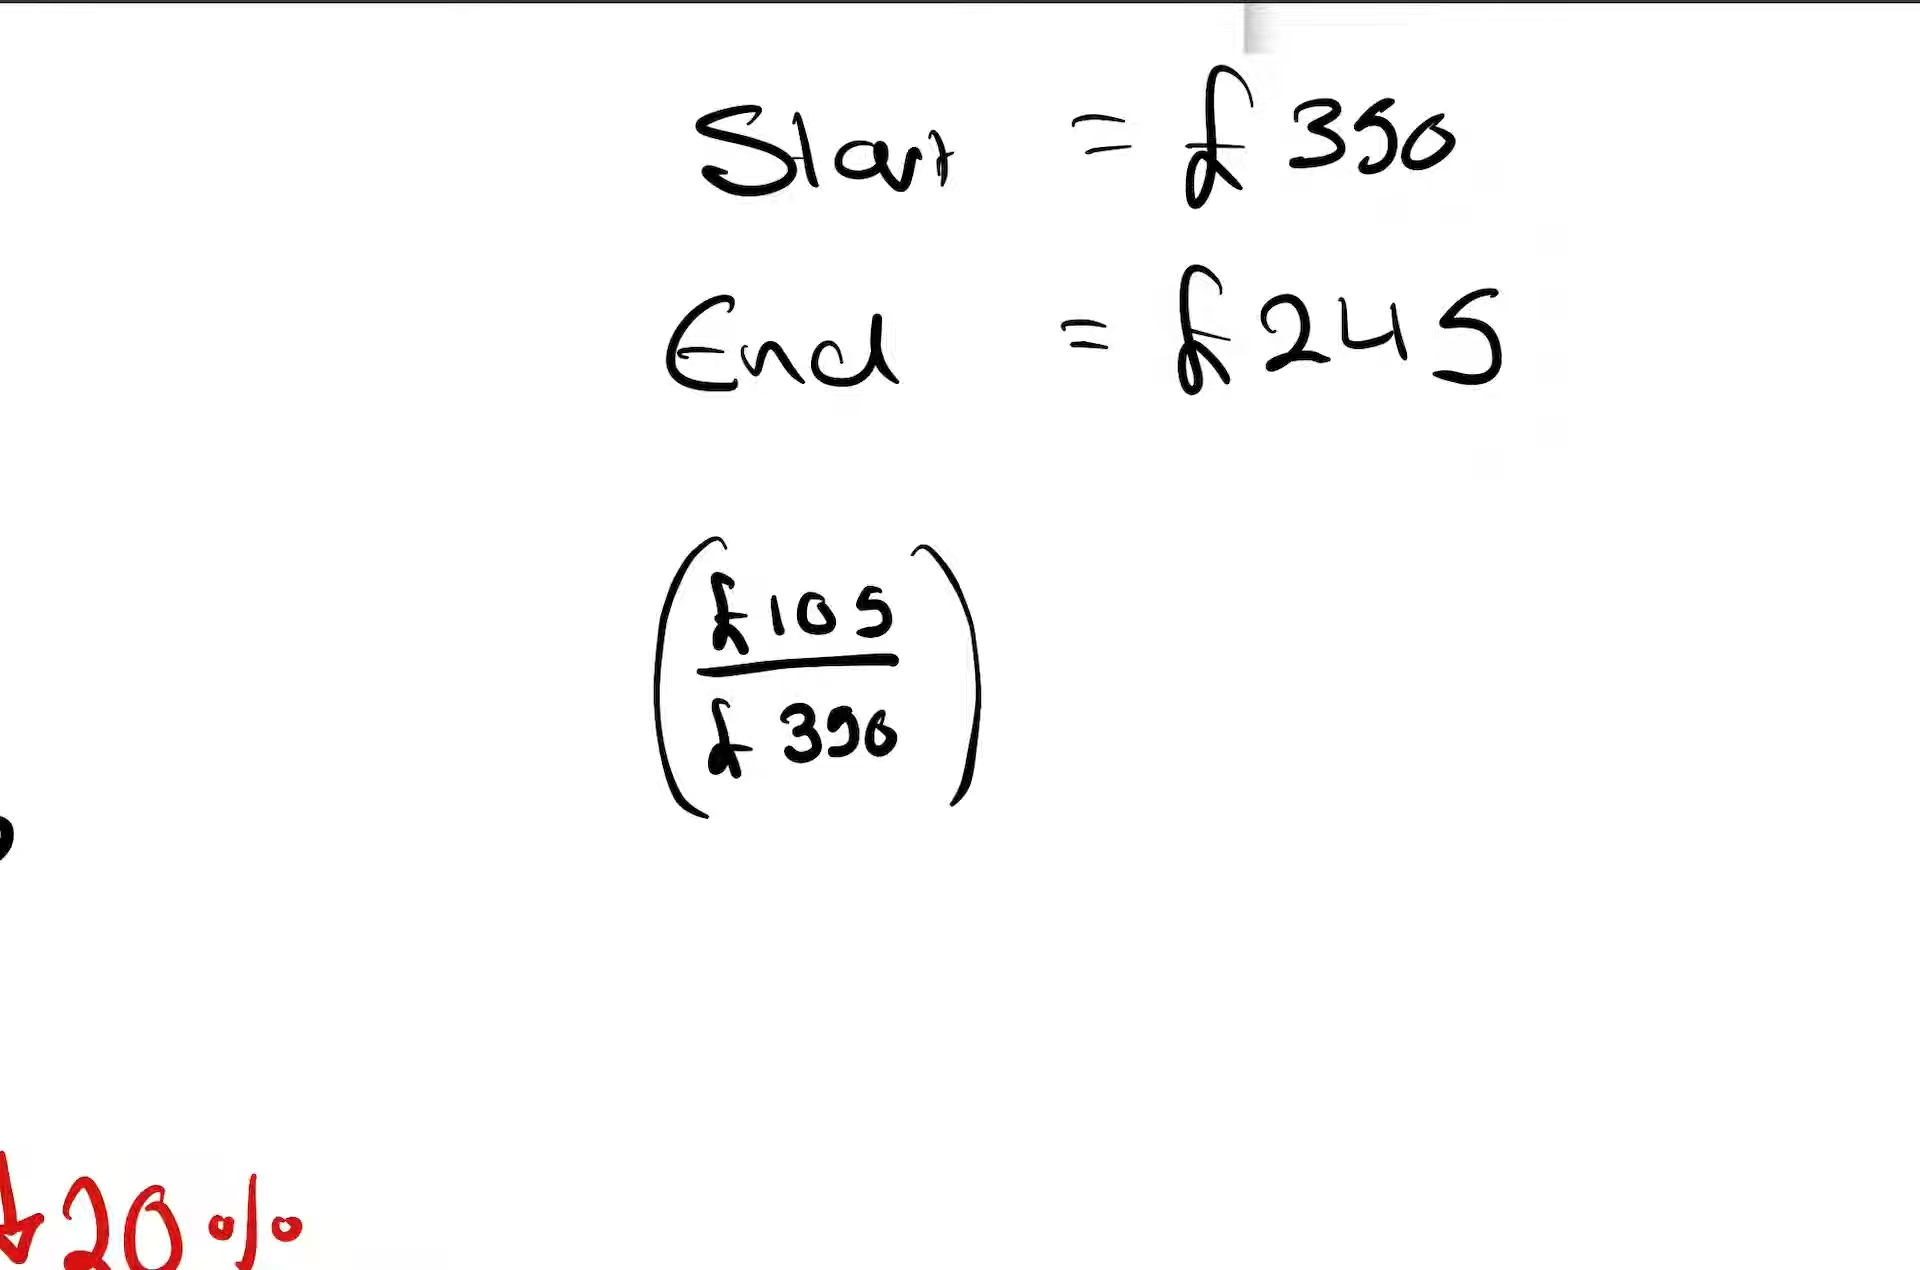 Start = £350
End = £245
£105
£350
↓20%